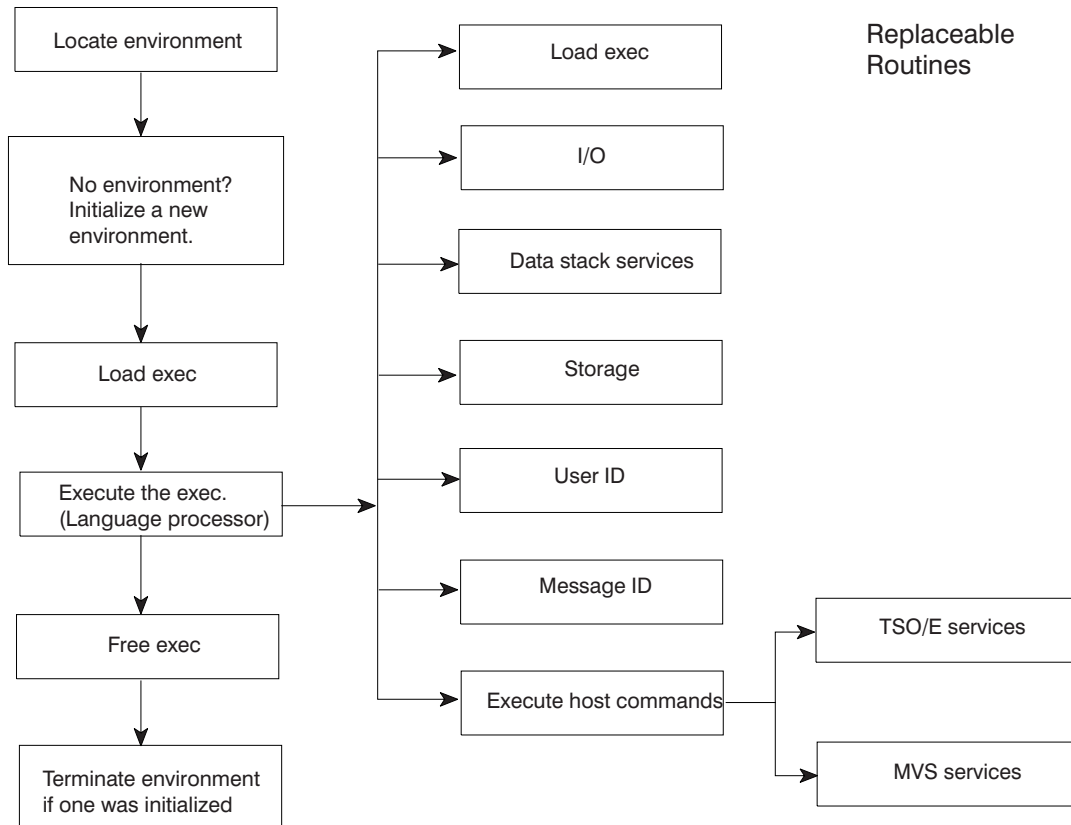 Locate environment
No environment?
Initialize a new
environment.
Load exec
Execute the exec.
(Language processor)
Free exec
Terminate environment
if one was initialized
Load exec
I/O
Data stack services
Storage
User ID
Message ID
Execute host commands
Replaceable
Routines
TSO/E services
MVS services